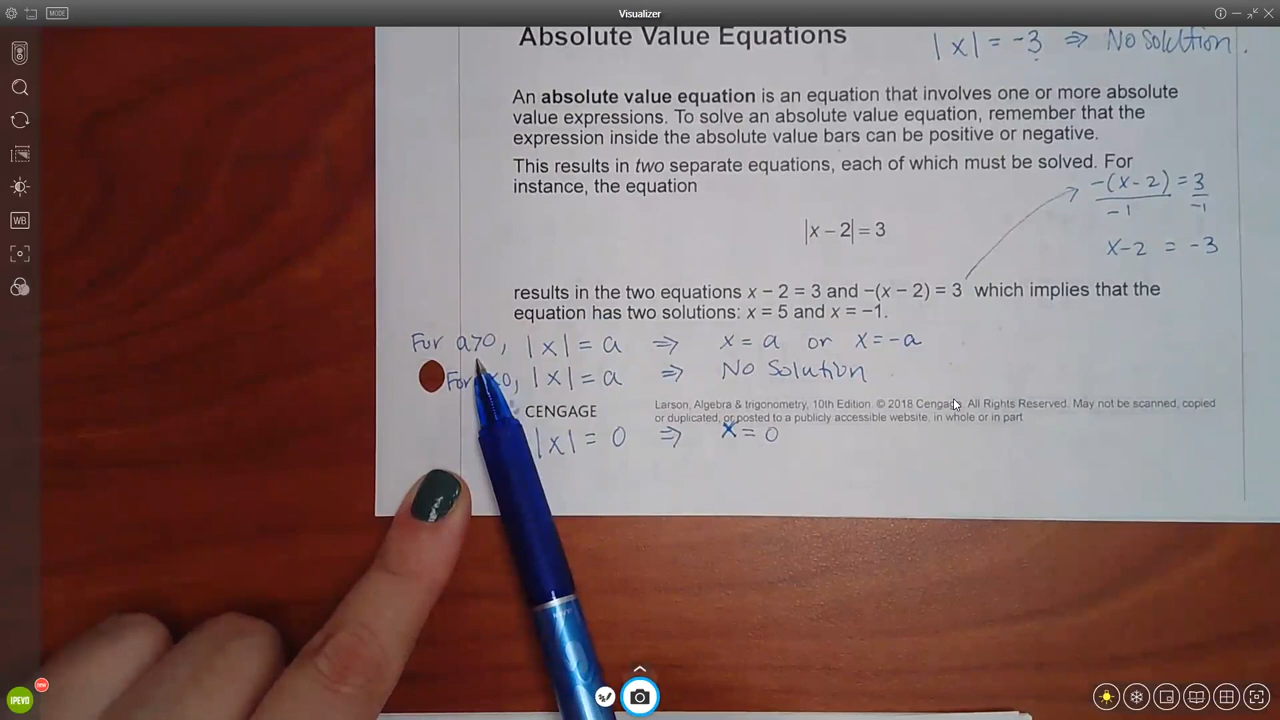 MODE
Visualizer
Absolute Value Equations
|x| = -3 ⇒ No Solution.
An absolute value equation is an equation that involves one or more absolute
value expressions. To solve an absolute value equation, remember that the
expression inside the absolute value bars can be positive or negative.
This results in two separate equations, each of which must be solved. For
instance, the equation
-(x-2) = 3
-1 -1
|x − 2| = 3
x-2 = -3
results in the two equations x − 2 = 3 and −(x − 2) = 3 which implies that the
equation has two solutions: x = 5 and x = −1.
For a>0, |x| = a ⇒ x = a or x = -a
For <0, |x| = a ⇒ No Solution
CENGAGE
Larson, Algebra & trigonometry, 10th Edition. © 2018 Cengage. All Rights Reserved. May not be scanned, copied
or duplicated, or posted to a publicly accessible website, in whole or in part
|x| = 0 ⇒ x = 0
WB
IPEVO
new